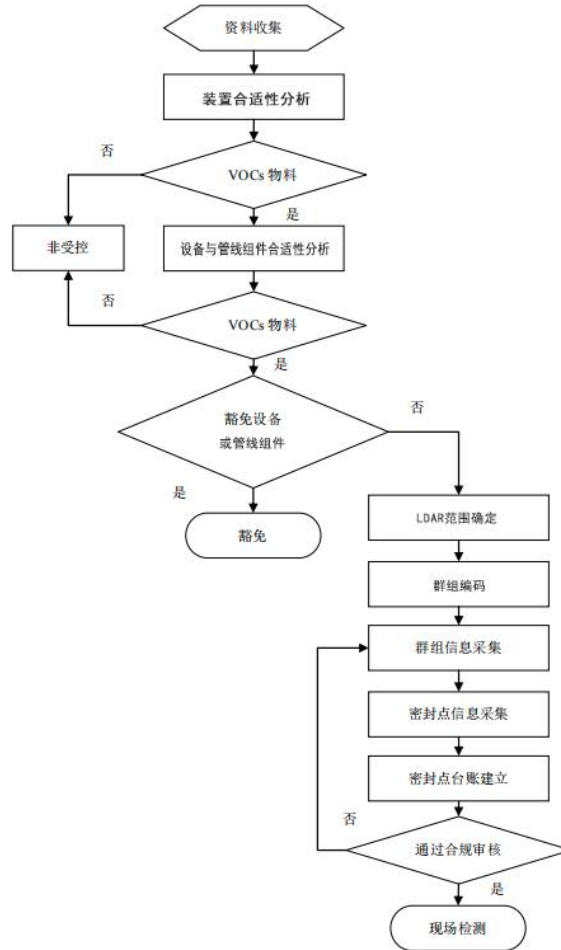 资料收集
装置合适性分析
否
VOCs 物料
是
非受控
设备与管线组件合适性分析
否
VOCs 物料
是
豁免设备
或管线组件
否
是
豁免
LDAR范围确定
群组编码
群组信息采集
密封点信息采集
密封点台账建立
否
通过合规审核
是
现场检测